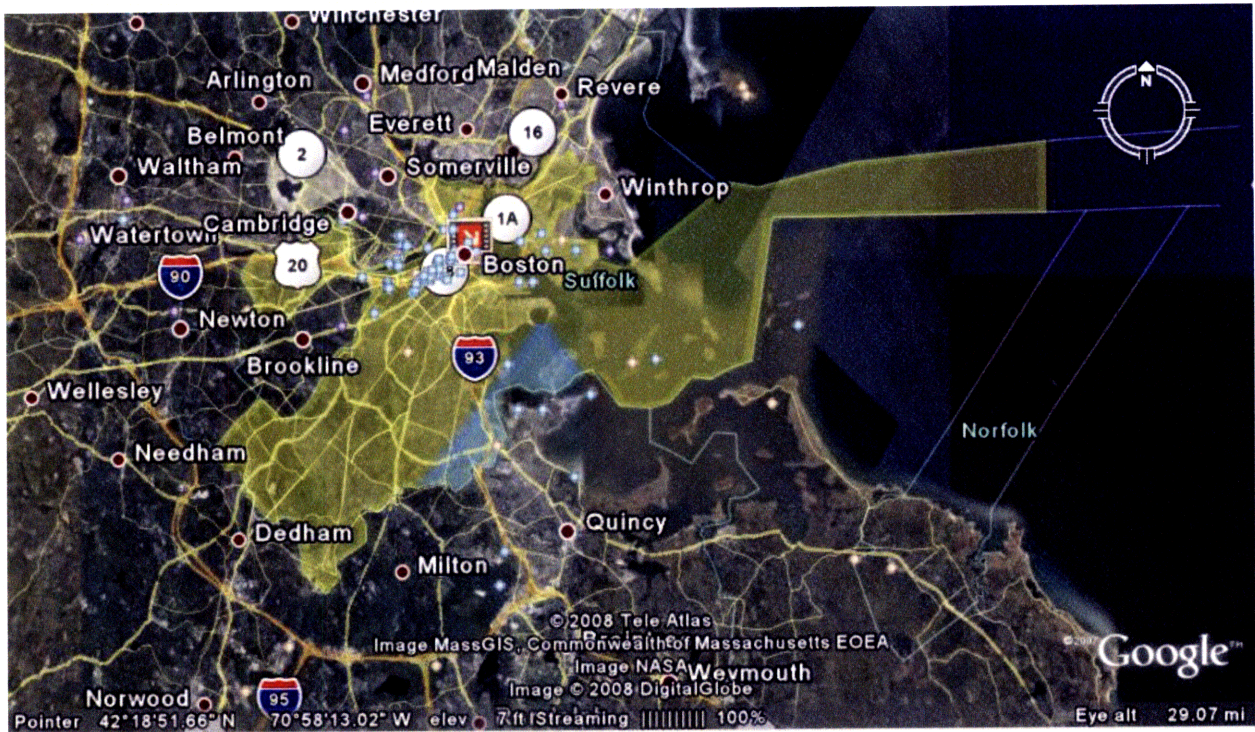 Winchester
N
Arlington
Medford
Malden
Revere
Everett
16
Belmont
2
Waltham
Somerville
Winthrop
Cambridge
1A
Watertown
20
Boston
90
Suffolk
Newton
93
Brookline
Wellesley
Norfolk
Needham
Quincy
Dedham
Milton
© 2008 Tele Atlas
Image MassGIS, Commonwealth of Massachusetts EOEA
Image NASA
Weymouth
Image © 2008 DigitalGlobe
Google™
Norwood
95
Pointer 42°18'51.66" N 70°58'13.02" W elev 7 ft Streaming |||||||||| 100% Eye alt 29.07 mi